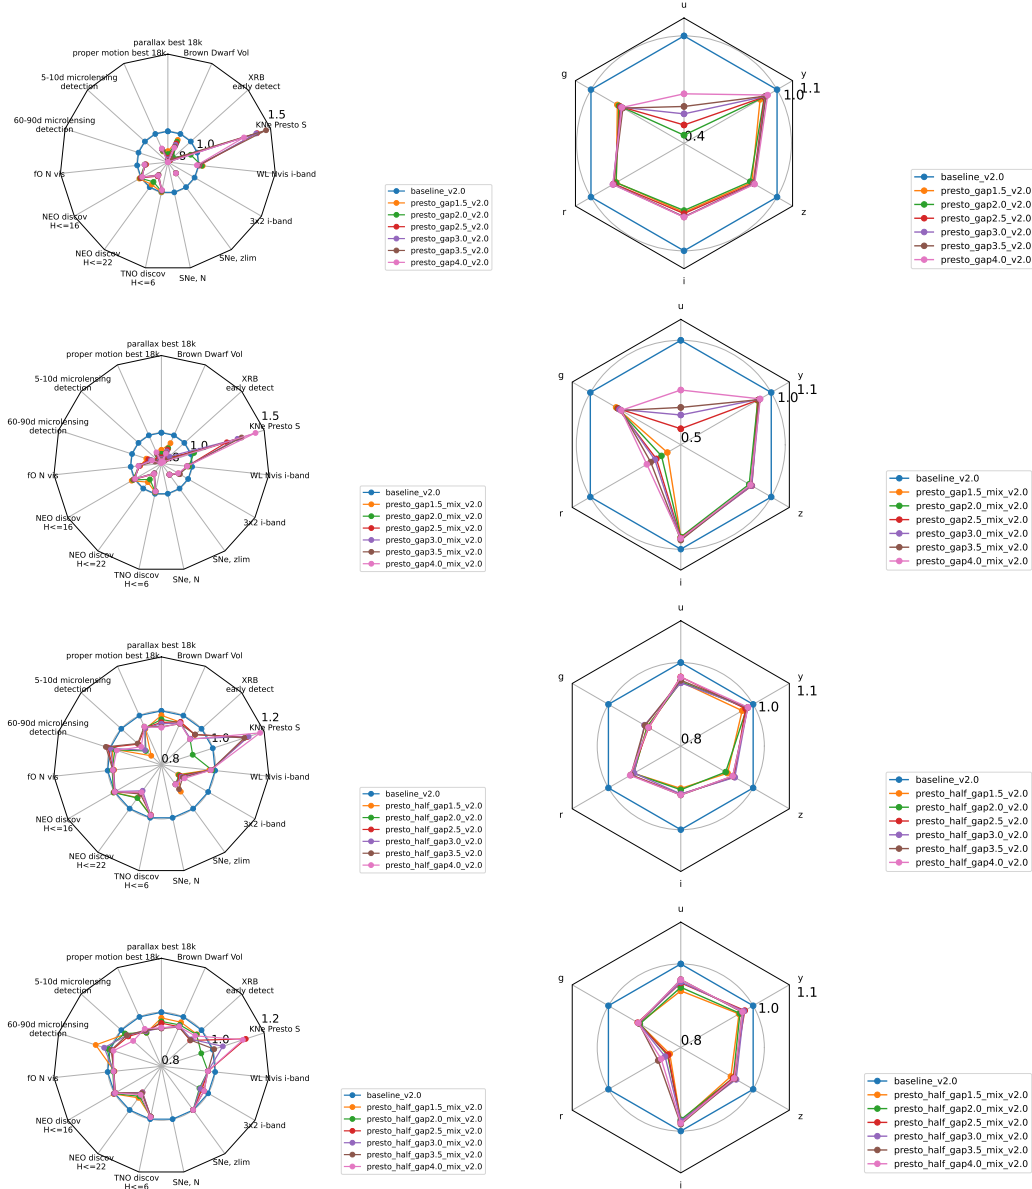 parallax best 18k
proper motion best 18k
Brown Dwarf Vol
5-10d microlensing
detection
XRB
early detect
60-90d microlensing
detection
1.5
KNe Presto S
1.0
fO N vis
WL Nvis i-band
NEO discov
H<=16
3x2 i-band
NEO discov
H<=22
SNe, zlim
TNO discov
H<=6
SNe, N
baseline_v2.0
presto_gap1.5_v2.0
presto_gap2.0_v2.0
presto_gap2.5_v2.0
presto_gap3.0_v2.0
presto_gap3.5_v2.0
presto_gap4.0_v2.0
u
g
y
1.1
1.0
0.4
r
z
i
baseline_v2.0
presto_gap1.5_v2.0
presto_gap2.0_v2.0
presto_gap2.5_v2.0
presto_gap3.0_v2.0
presto_gap3.5_v2.0
presto_gap4.0_v2.0
parallax best 18k
proper motion best 18k
Brown Dwarf Vol
5-10d microlensing
detection
XRB
early detect
60-90d microlensing
detection
1.5
KNe Presto S
1.0
fO N vis
WL Nvis i-band
NEO discov
H<=16
3x2 i-band
NEO discov
H<=22
SNe, zlim
TNO discov
H<=6
SNe, N
baseline_v2.0
presto_gap1.5_mix_v2.0
presto_gap2.0_mix_v2.0
presto_gap2.5_mix_v2.0
presto_gap3.0_mix_v2.0
presto_gap3.5_mix_v2.0
presto_gap4.0_mix_v2.0
u
g
y
1.1
1.0
0.5
r
z
i
baseline_v2.0
presto_gap1.5_mix_v2.0
presto_gap2.0_mix_v2.0
presto_gap2.5_mix_v2.0
presto_gap3.0_mix_v2.0
presto_gap3.5_mix_v2.0
presto_gap4.0_mix_v2.0
parallax best 18k
proper motion best 18k
Brown Dwarf Vol
5-10d microlensing
detection
XRB
early detect
60-90d microlensing
detection
1.2
KNe Presto S
1.0
0.8
fO N vis
WL Nvis i-band
NEO discov
H<=16
3x2 i-band
NEO discov
H<=22
SNe, zlim
TNO discov
H<=6
SNe, N
baseline_v2.0
presto_half_gap1.5_v2.0
presto_half_gap2.0_v2.0
presto_half_gap2.5_v2.0
presto_half_gap3.0_v2.0
presto_half_gap3.5_v2.0
presto_half_gap4.0_v2.0
u
g
y
1.1
1.0
0.8
r
z
i
baseline_v2.0
presto_half_gap1.5_v2.0
presto_half_gap2.0_v2.0
presto_half_gap2.5_v2.0
presto_half_gap3.0_v2.0
presto_half_gap3.5_v2.0
presto_half_gap4.0_v2.0
parallax best 18k
proper motion best 18k
Brown Dwarf Vol
5-10d microlensing
detection
XRB
early detect
60-90d microlensing
detection
1.2
KNe Presto S
1.0
0.8
fO N vis
WL Nvis i-band
NEO discov
H<=16
3x2 i-band
NEO discov
H<=22
SNe, zlim
TNO discov
H<=6
SNe, N
baseline_v2.0
presto_half_gap1.5_mix_v2.0
presto_half_gap2.0_mix_v2.0
presto_half_gap2.5_mix_v2.0
presto_half_gap3.0_mix_v2.0
presto_half_gap3.5_mix_v2.0
presto_half_gap4.0_mix_v2.0
u
g
y
1.1
1.0
0.8
r
z
i
baseline_v2.0
presto_half_gap1.5_mix_v2.0
presto_half_gap2.0_mix_v2.0
presto_half_gap2.5_mix_v2.0
presto_half_gap3.0_mix_v2.0
presto_half_gap3.5_mix_v2.0
presto_half_gap4.0_mix_v2.0